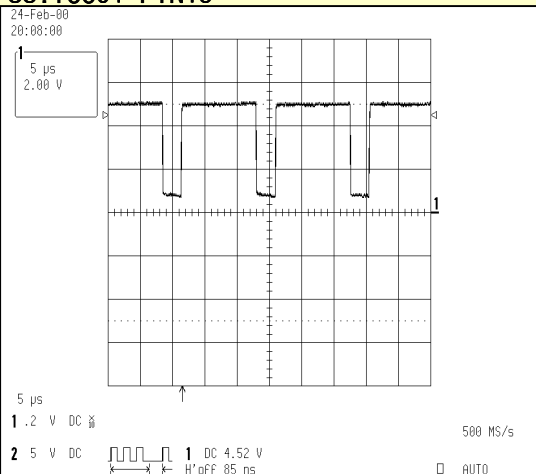 24-Feb-00
20:08:00
1
5 µs
2.00 V
1
5 µs
1 .2 V DC
2 5 V DC
1 DC 4.52 V
H'off 85 ns
500 MS/s
AUTO